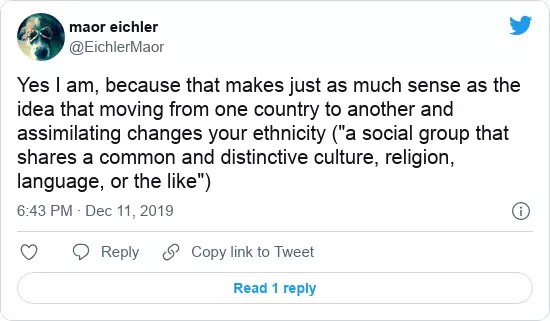 maor eichler
@EichlerMaor
Yes I am, because that makes just as much sense as the
idea that moving from one country to another and
assimilating changes your ethnicity ("a social group that
shares a common and distinctive culture, religion,
language, or the like")
6:43 PM · Dec 11, 2019
Reply Copy link to Tweet
Read 1 reply